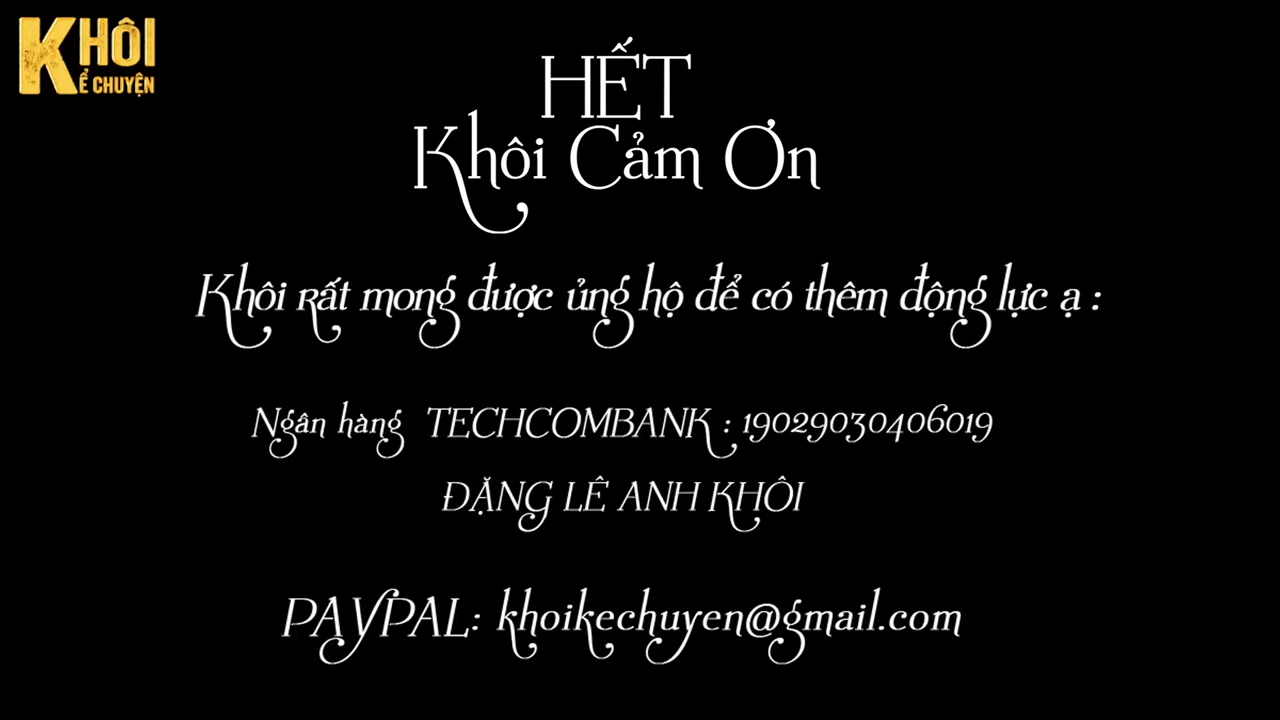 KHÔI
KỂ CHUYỆN
HẾT
Khôi Cảm Ơn
Khôi rất mong được ủng hộ để có thêm động lực ạ :
Ngân hàng TECHCOMBANK : 19029030406019
ĐẶNG LÊ ANH KHÔI
PAYPAL: khoikechuyen@gmail.com